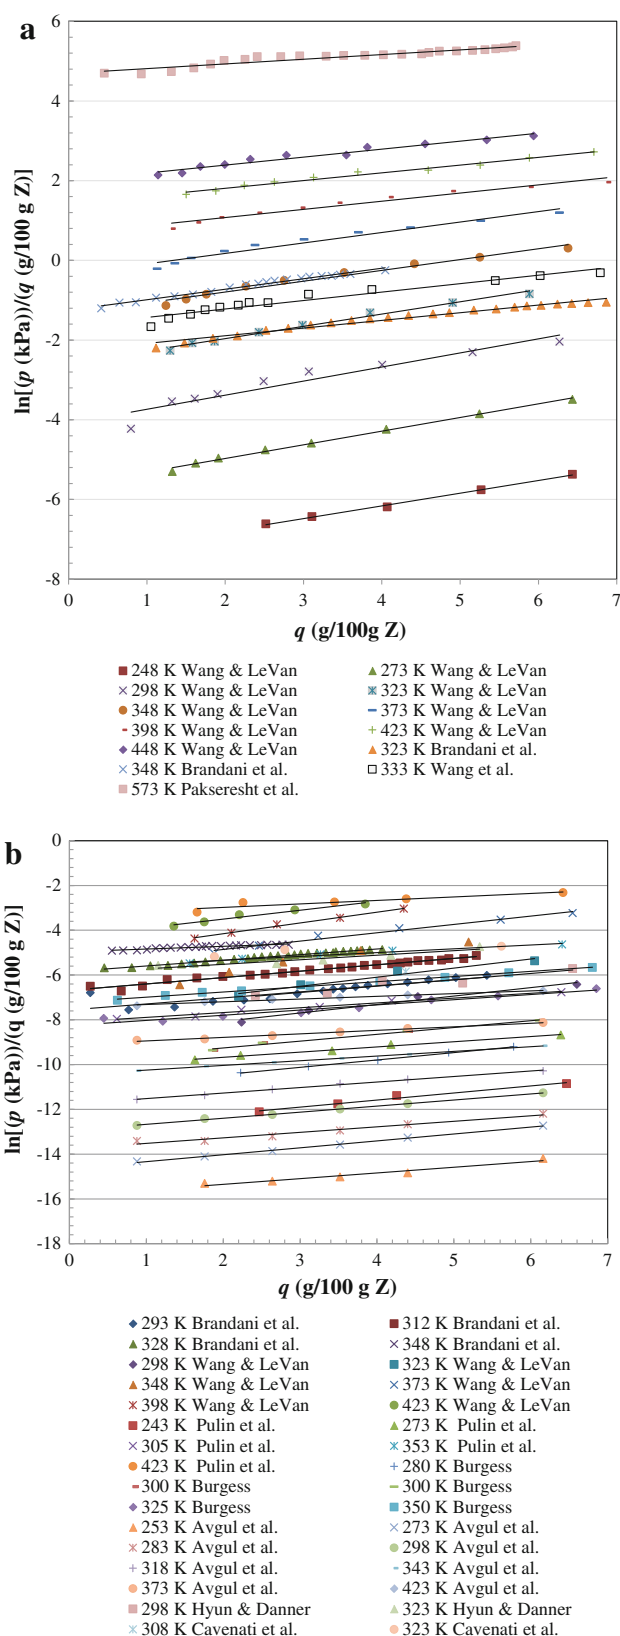 a
6
4
2
0
-2
-4
-6
-8
ln[(p (kPa))/(q (g/100 g Z)]
0 1 2 3 4 5 6 7
q (g/100g Z)
248 K Wang & LeVan 273 K Wang & LeVan
298 K Wang & LeVan 323 K Wang & LeVan
348 K Wang & LeVan 373 K Wang & LeVan
398 K Wang & LeVan 423 K Wang & LeVan
448 K Wang & LeVan 323 K Brandani et al.
348 K Brandani et al. 333 K Wang et al.
573 K Pakseresht et al.
b
0
-2
-4
-6
-8
-10
-12
-14
-16
-18
ln[(p (kPa))/(q (g/100 g Z)]
0 1 2 3 4 5 6 7
q (g/100 g Z)
293 K Brandani et al. 312 K Brandani et al.
328 K Brandani et al. 348 K Brandani et al.
298 K Wang & LeVan 323 K Wang & LeVan
348 K Wang & LeVan 373 K Wang & LeVan
398 K Wang & LeVan 423 K Wang & LeVan
243 K Pulin et al. 273 K Pulin et al.
305 K Pulin et al. 353 K Pulin et al.
423 K Pulin et al. 280 K Burgess
300 K Burgess 300 K Burgess
325 K Burgess 350 K Burgess
253 K Avgul et al. 273 K Avgul et al.
283 K Avgul et al. 298 K Avgul et al.
318 K Avgul et al. 343 K Avgul et al.
373 K Avgul et al. 423 K Avgul et al.
298 K Hyun & Danner 323 K Hyun & Danner
308 K Cavenati et al. 323 K Cavenati et al.